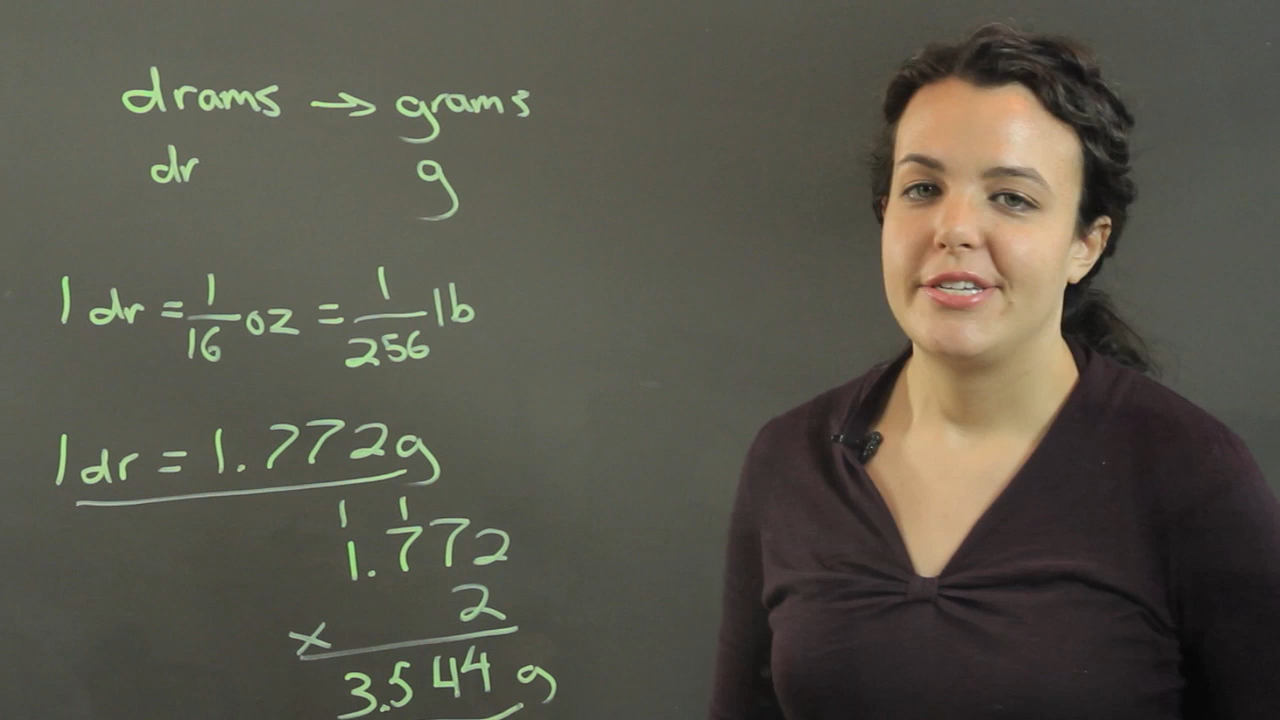 drams → grams
dr g
1 dr = 1/16 oz = 1/256 lb
1 dr = 1.772g
1 1
1.772
x 2
3.544 g